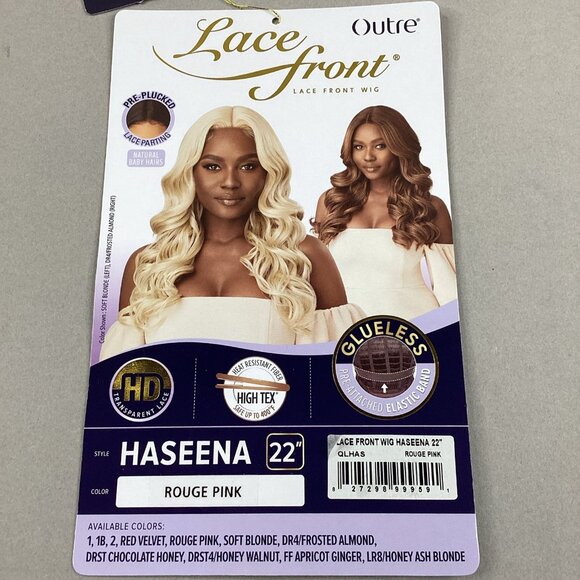 Lace
front®
LACE FRONT WIG
Outre®
PRE-PLUCKED
LACE PARTING
NATURAL
BABY HAIRS
Color Shown : SOFT BLONDE (LEFT), DR4/FROSTED ALMOND (RIGHT)
HD
TRANSPARENT LACE
HEAT RESISTANT FIBER
HIGH TEX®
SAFE UP TO 400°F
GLUELESS
PRE-ATTACHED ELASTIC BAND
STYLE
HASEENA
22"
COLOR
ROUGE PINK
LACE FRONT WIG HASEENA 22"
QLHAS ROUGE PINK
8 27298 99959 1
AVAILABLE COLORS:
1, 1B, 2, RED VELVET, ROUGE PINK, SOFT BLONDE, DR4/FROSTED ALMOND,
DRST CHOCOLATE HONEY, DRST4/HONEY WALNUT, FF APRICOT GINGER, LR8/HONEY ASH BLONDE